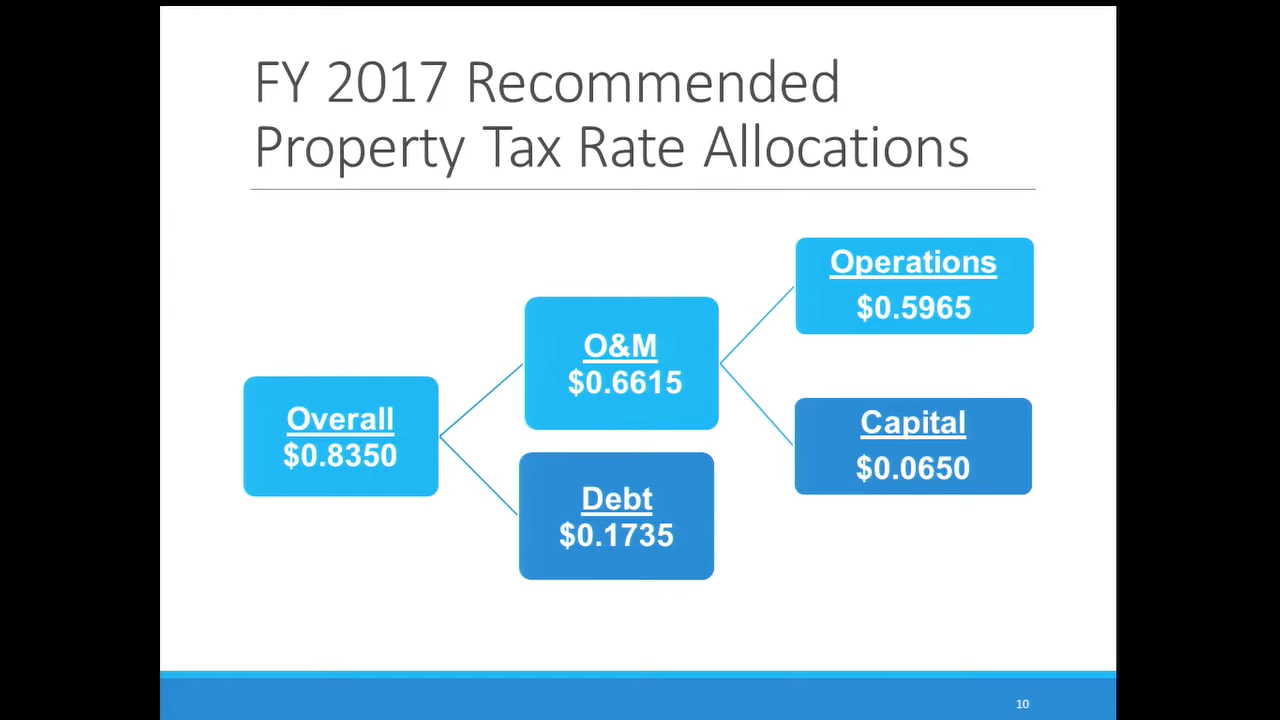 FY 2017 Recommended
Property Tax Rate Allocations
Overall
$0.8350
O&M
$0.6615
Debt
$0.1735
Operations
$0.5965
Capital
$0.0650
10